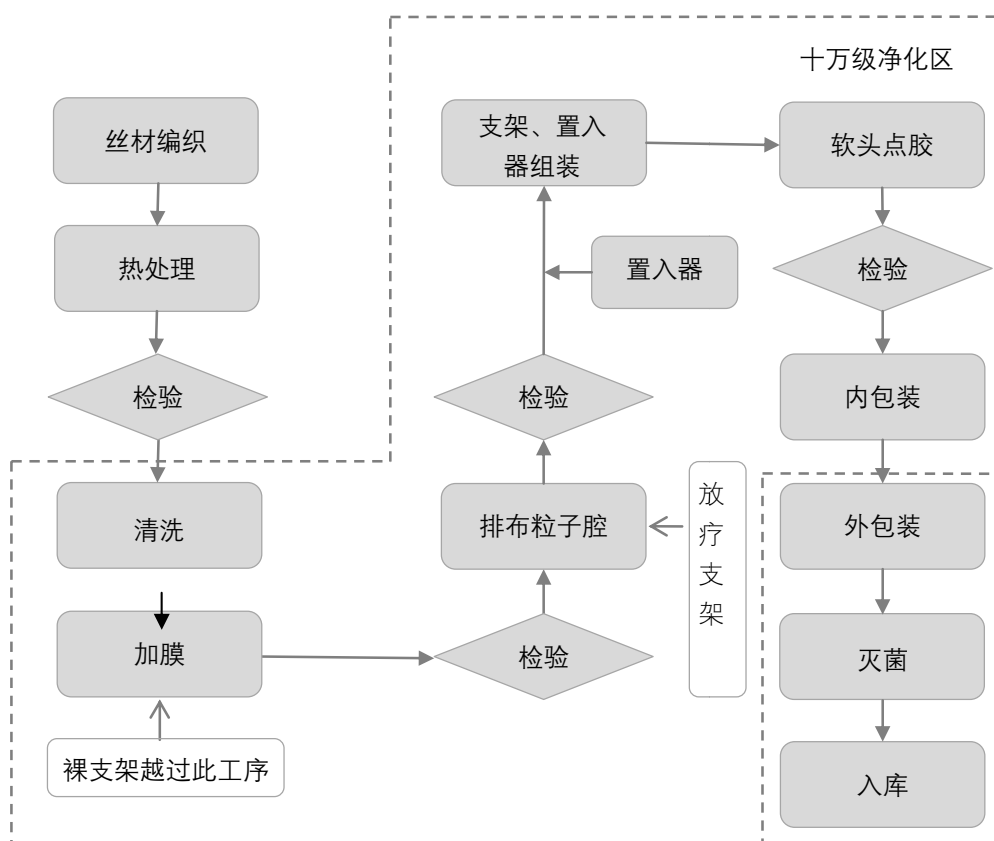 十万级净化区
丝材编织
热处理
检验
清洗
加膜
裸支架越过此工序
检验
排布粒子腔
放
疗
支
架
检验
置入器
支架、置入
器组装
软头点胶
检验
内包装
外包装
灭菌
入库